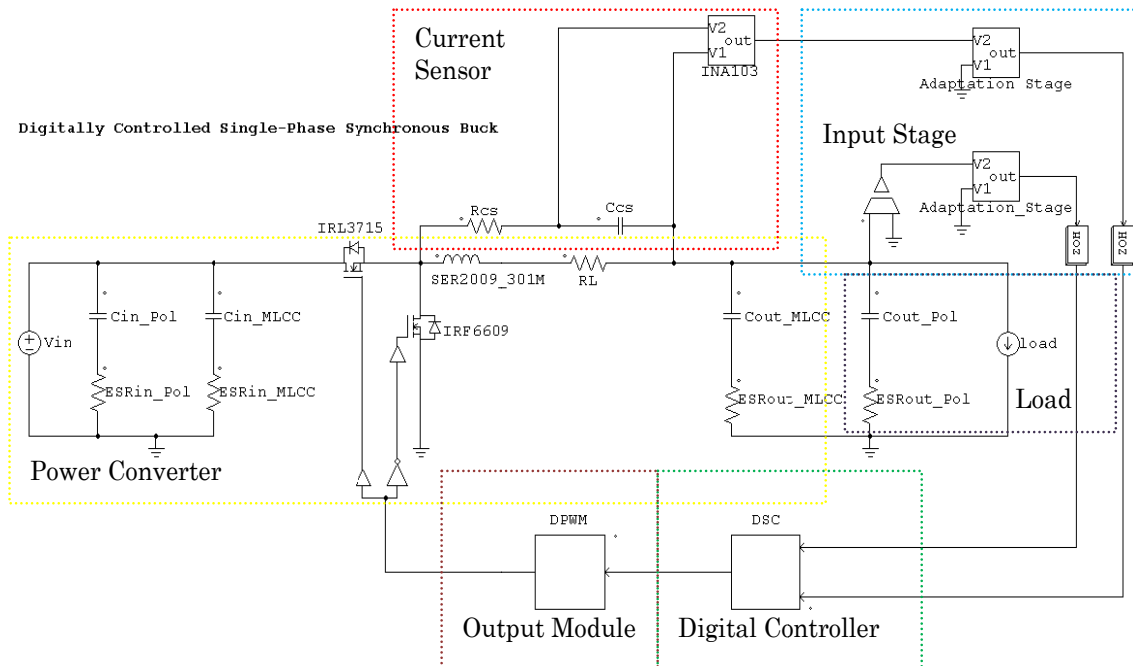 Current
Sensor
V2
V1
out
INA103
V2
V1
out
Adaptation Stage
Digitally Controlled Single-Phase Synchronous Buck
Input Stage
V2
V1
out
Adaptation_Stage
Rcs
Ccs
IRL3715
HOZ
HOZ
SER2009_301M
RL
Cin_Pol
Cin_MLCC
IRF6609
Cout_MLCC
Cout_Pol
load
Vin
ESRin_Pol
ESRin_MLCC
ESRout_MLCC
ESRout_Pol
Load
Power Converter
DPWM
DSC
Output Module
Digital Controller